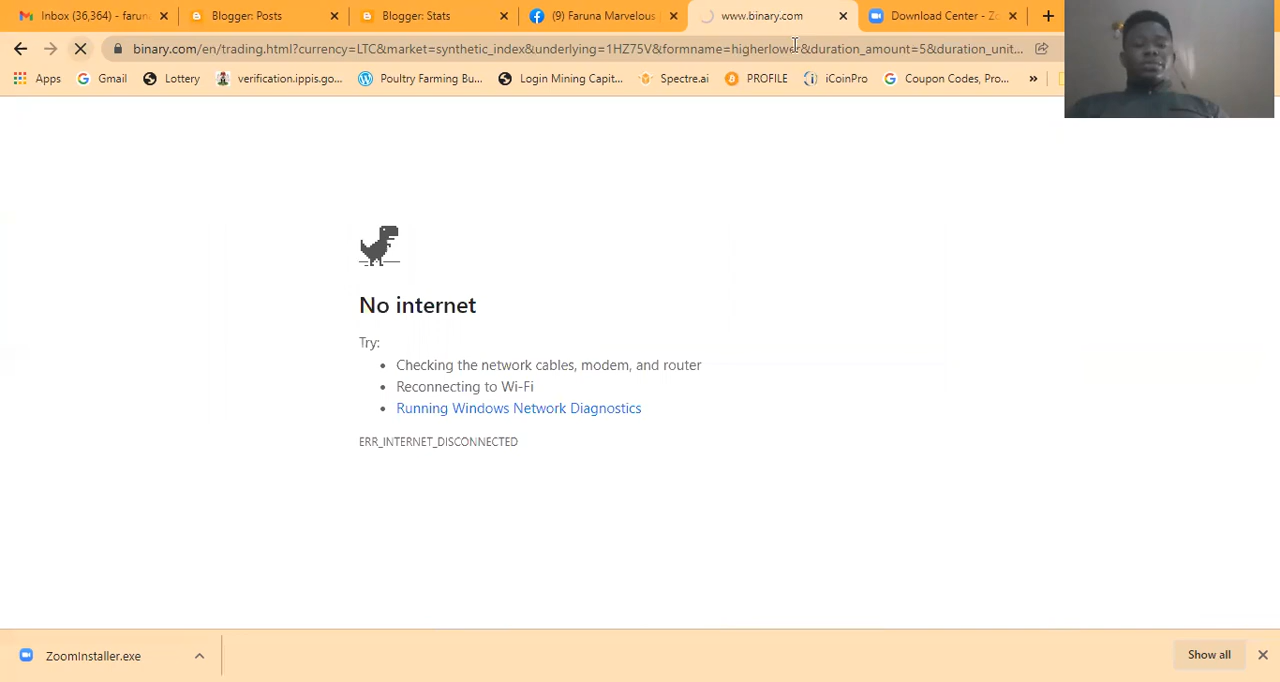 Inbox (36,364) - farun
Blogger: Posts
Blogger: Stats
(9) Faruna Marvelous
www.binary.com
Download Center - Zo
binary.com/en/trading.html?currency=LTC&market=synthetic_index&underlying=1HZ75V&formname=higherlower&duration_amount=5&duration_unit...
Apps
Gmail
Lottery
verification.ippis.go...
Poultry Farming Bu...
Login Mining Capit...
Spectre.ai
PROFILE
iCoinPro
Coupon Codes, Pro...
No internet
Try:
Checking the network cables, modem, and router
Reconnecting to Wi-Fi
Running Windows Network Diagnostics
ERR_INTERNET_DISCONNECTED
ZoomInstaller.exe
Show all